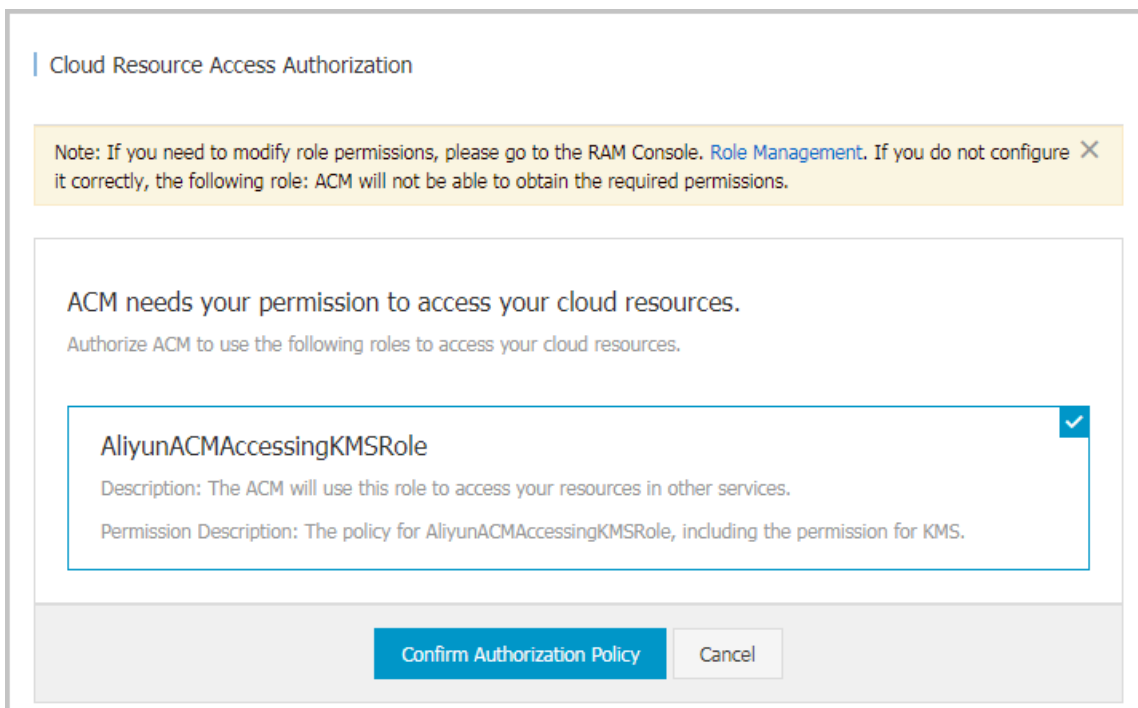 Cloud Resource Access Authorization
Note: If you need to modify role permissions, please go to the RAM Console. Role Management. If you do not configure
it correctly, the following role: ACM will not be able to obtain the required permissions.
ACM needs your permission to access your cloud resources.
Authorize ACM to use the following roles to access your cloud resources.
AliyunACMAccessingKMSRole
Description: The ACM will use this role to access your resources in other services.
Permission Description: The policy for AliyunACMAccessingKMSRole, including the permission for KMS.
Confirm Authorization Policy
Cancel